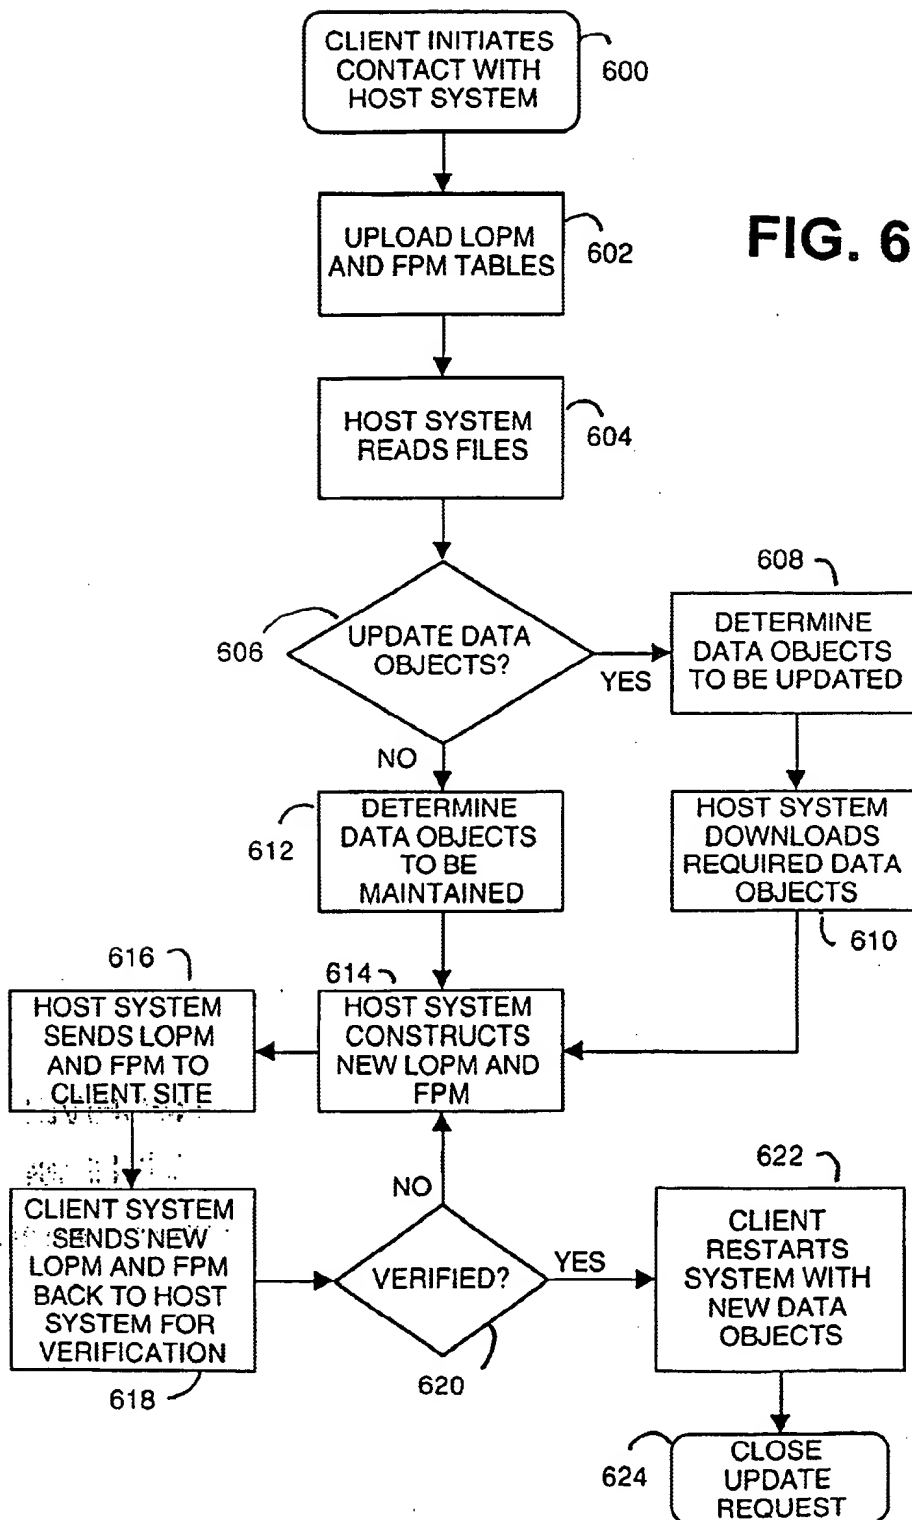 CLIENT INITIATES
CONTACT WITH
HOST SYSTEM
600
UPLOAD LOPM
AND FPM TABLES
602
FIG. 6
HOST SYSTEM
READS FILES
604
606
UPDATE DATA
OBJECTS?
YES
NO
608
DETERMINE
DATA OBJECTS
TO BE UPDATED
612
DETERMINE
DATA OBJECTS
TO BE
MAINTAINED
HOST SYSTEM
DOWNLOADS
REQUIRED DATA
OBJECTS
610
616
HOST SYSTEM
SENDS LOPM
AND FPM TO
CLIENT SITE
614
HOST SYSTEM
CONSTRUCTS
NEW LOPM AND
FPM
CLIENT SYSTEM
SENDS NEW
LOPM AND FPM
BACK TO HOST
SYSTEM FOR
VERIFICATION
618
NO
VERIFIED?
YES
620
622
CLIENT
RESTARTS
SYSTEM WITH
NEW DATA
OBJECTS
624
CLOSE
UPDATE
REQUEST